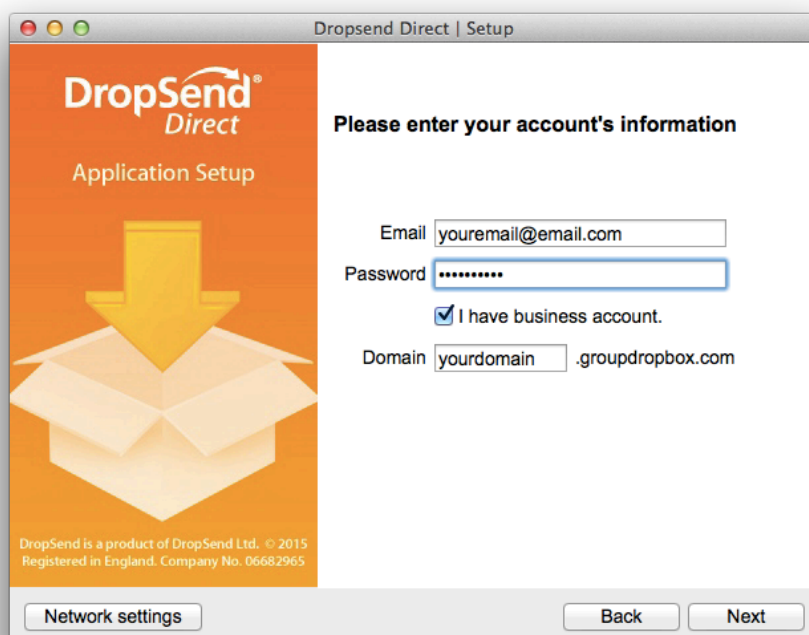 Dropsend Direct | Setup
DropSend®
Direct
Application Setup
Please enter your account's information
Email youremail@email.com
Password ••••••••••
I have business account.
Domain yourdomain .groupdropbox.com
DropSend is a product of DropSend Ltd. © 2015
Registered in England. Company No. 06682965
Network settings Back Next